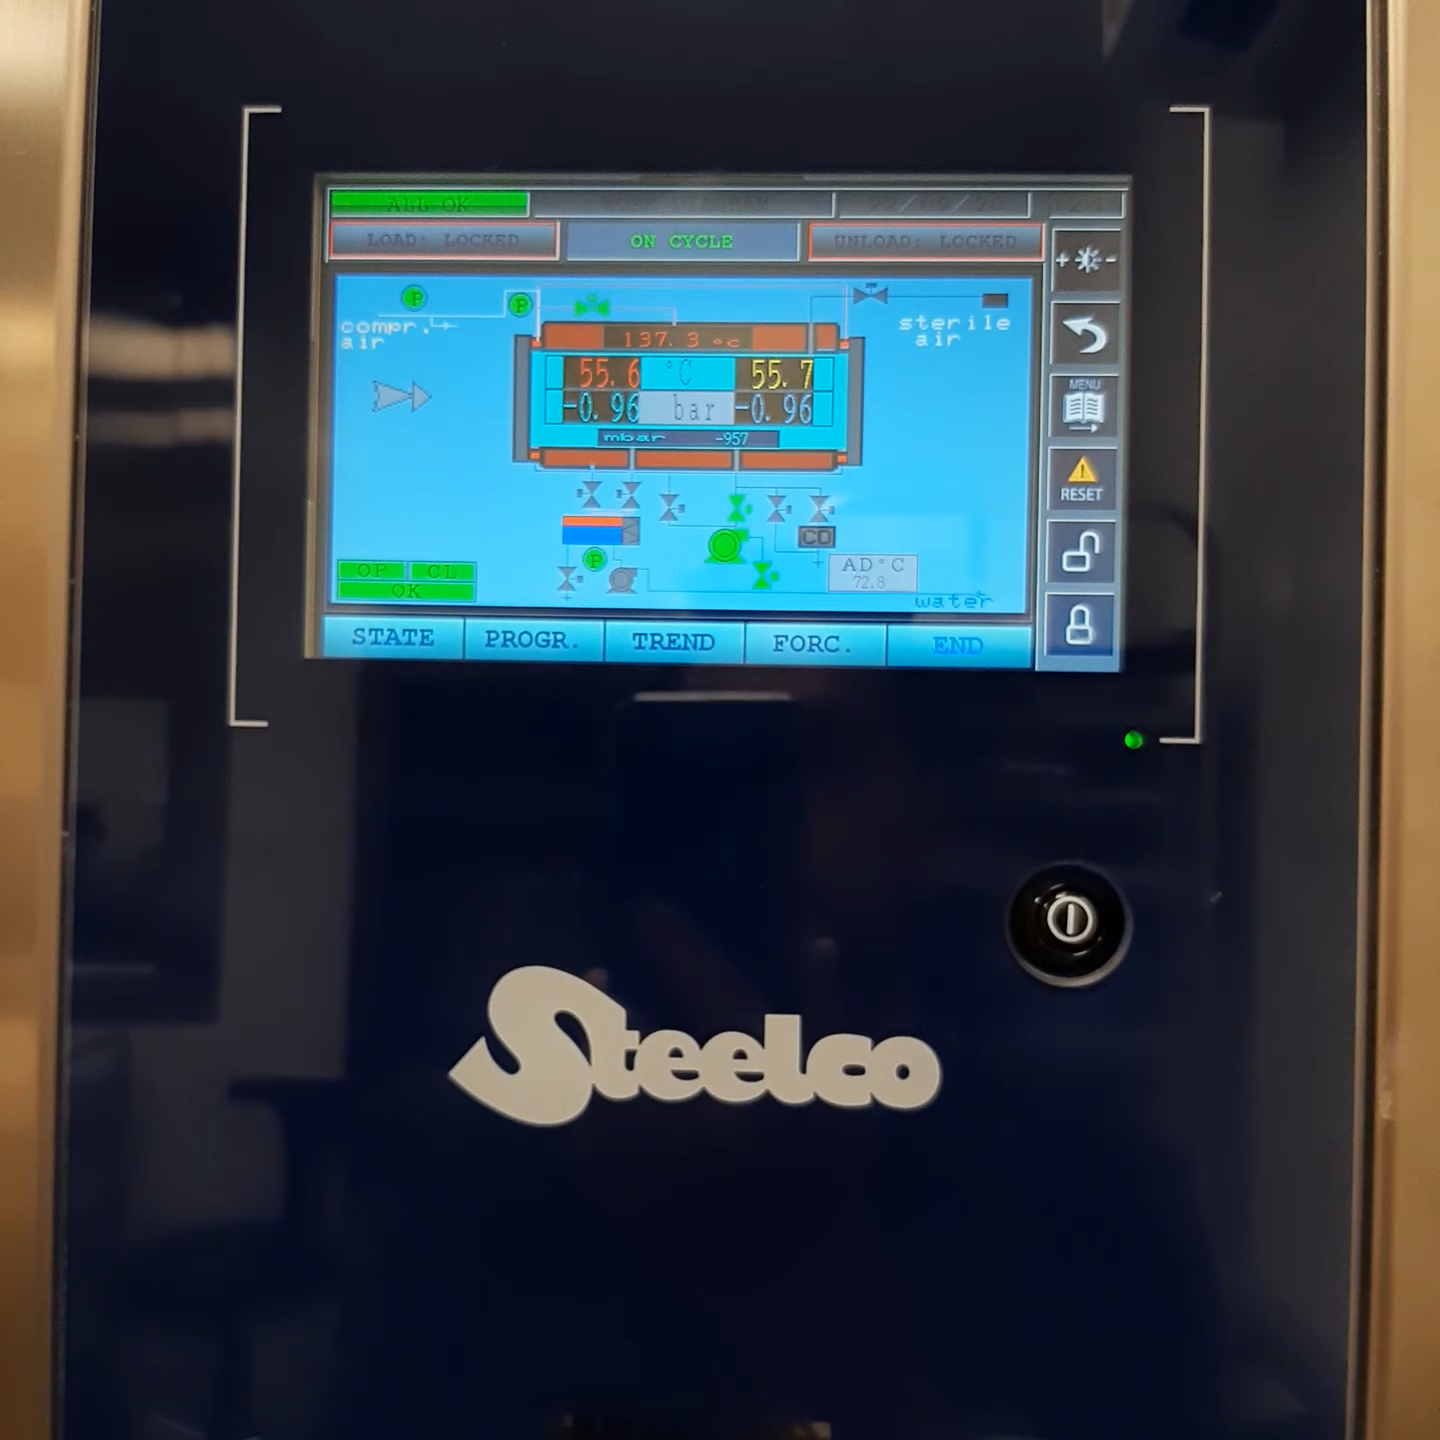 ALL OK
LOAD: LOCKED
ON CYCLE
UNLOAD: LOCKED
P
P
compr.
air
sterile
air
137.3 °C
55.6 °C 55.7
-0.96 bar -0.96
mbar -957
MENU
RESET
CD
P
AD°C
72.8
OP CL
OK
water
STATE PROGR. TREND FORC. END
Steelco